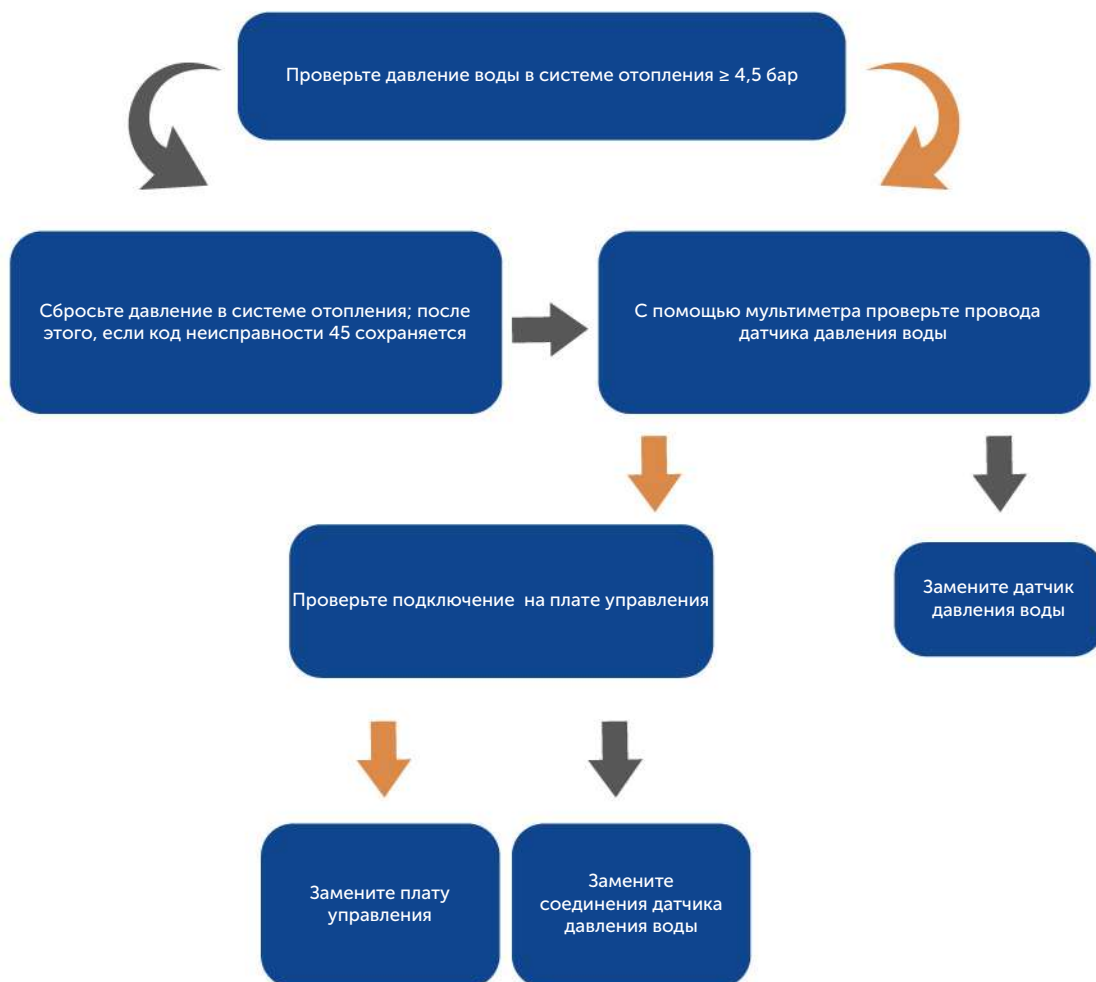 Проверьте давление воды в системе отопления ≥ 4,5 бар
Сбросьте давление в системе отопления; после
этого, если код неисправности 45 сохраняется
С помощью мультиметра проверьте провода
датчика давления воды
Проверьте подключение на плате управления
Замените датчик
давления воды
Замените плату
управления
Замените
соединения датчика
давления воды